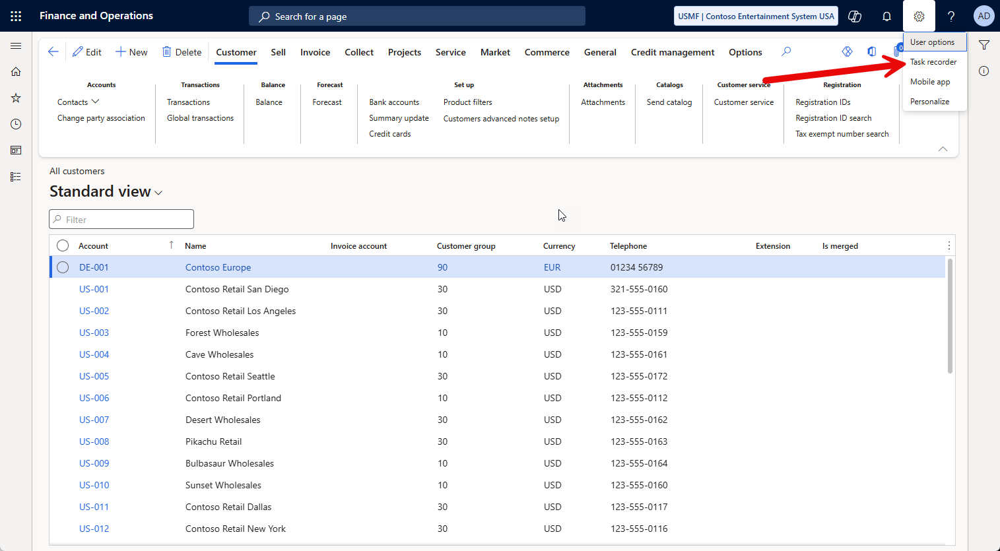 Finance and Operations
Search for a page
USMF | Contoso Entertainment System USA
?
AD
User options
Task recorder
Mobile app
Personalize
Edit
New
Delete
Customer
Sell
Invoice
Collect
Projects
Service
Market
Commerce
General
Credit management
Options
0
Accounts
Contacts
Change party association
Transactions
Transactions
Global transactions
Balance
Balance
Forecast
Forecast
Set up
Bank accounts
Summary update
Credit cards
Product filters
Customers advanced notes setup
Attachments
Attachments
Catalogs
Send catalog
Customer service
Customer service
Registration
Registration IDs
Registration ID search
Tax exempt number search
All customers
Standard view
Filter
Account Name Invoice account Customer group Currency Telephone Extension Is merged
DE-001 Contoso Europe 90 EUR 01234 56789
US-001 Contoso Retail San Diego 30 USD 321-555-0160
US-002 Contoso Retail Los Angeles 30 USD 123-555-0111
US-003 Forest Wholesales 10 USD 123-555-0159
US-004 Cave Wholesales 10 USD 123-555-0161
US-005 Contoso Retail Seattle 30 USD 123-555-0172
US-006 Contoso Retail Portland 10 USD 123-555-0112
US-007 Desert Wholesales 30 USD 123-555-0162
US-008 Pikachu Retail 30 USD 123-555-0163
US-009 Bulbasaur Wholesales 10 USD 123-555-0164
US-010 Sunset Wholesales 10 USD 123-555-0160
US-011 Contoso Retail Dallas 30 USD 123-555-0117
US-012 Contoso Retail New York 30 USD 123-555-0116